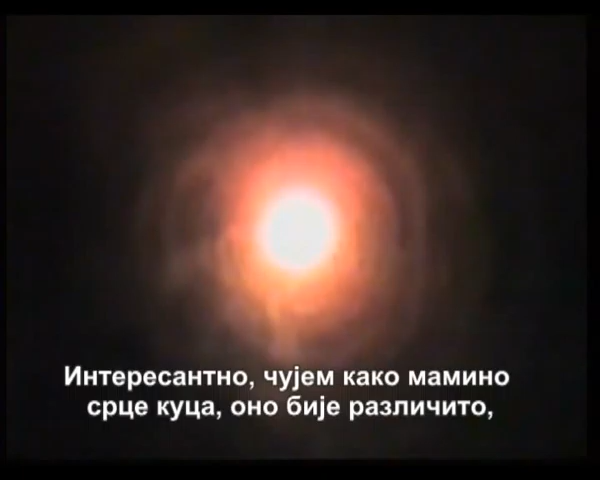 Интересантно, чујем како мамино
срце куца, оно бије различито,